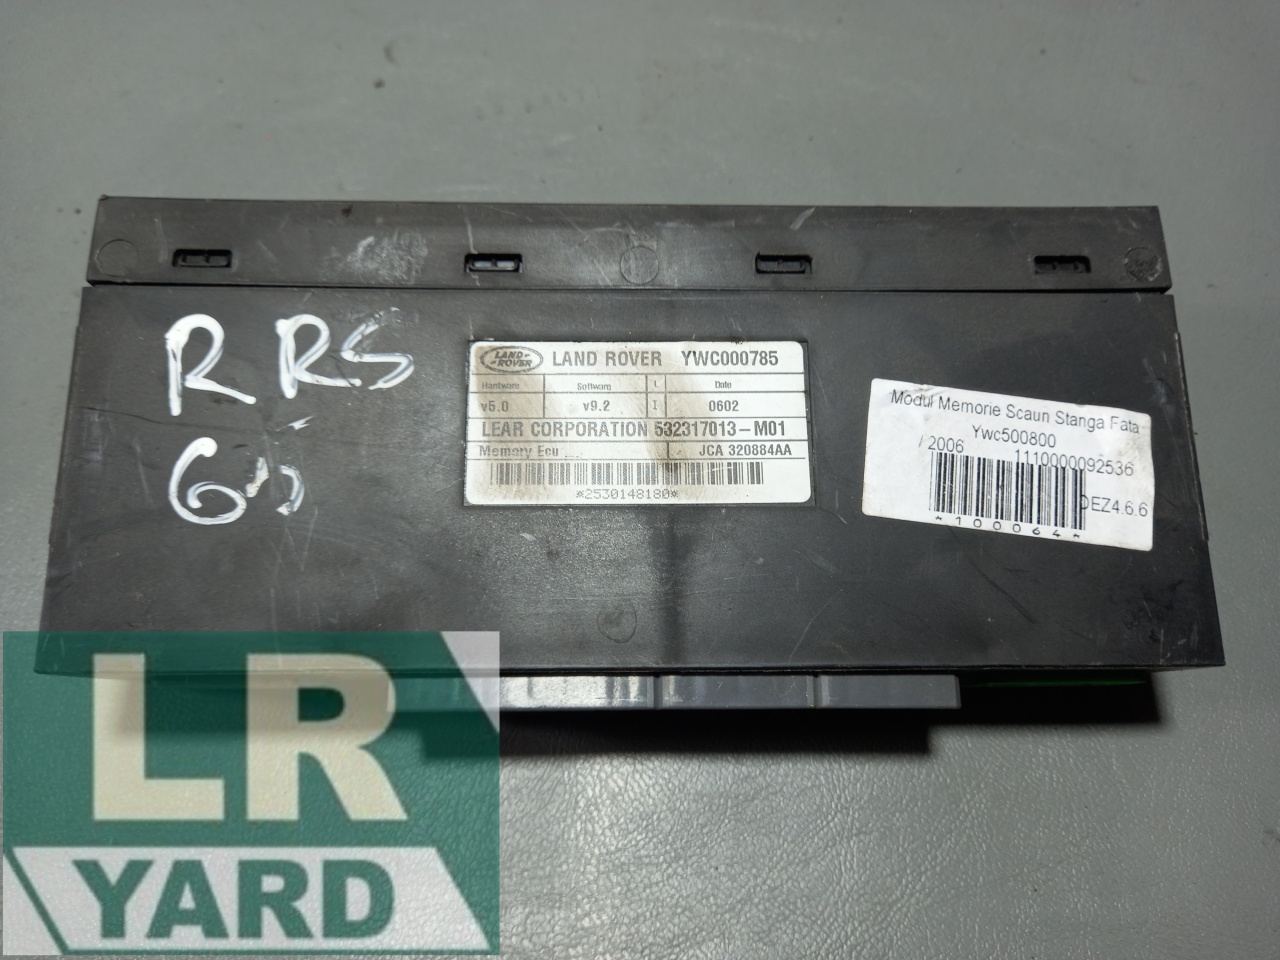 R RS
LAND
ROVER
LAND ROVER YWC000785
Hardware Software Date
v5.0 v9.2 I 0602
LEAR CORPORATION 532317013-M01
Memory Ecu JCA 320884AA
*2530148180*
Modul Memorie Scaun Stanga Fata
Ywc500800
/ 2006 1110000092536
DEZ4.6.6
*100064*
LR
YARD